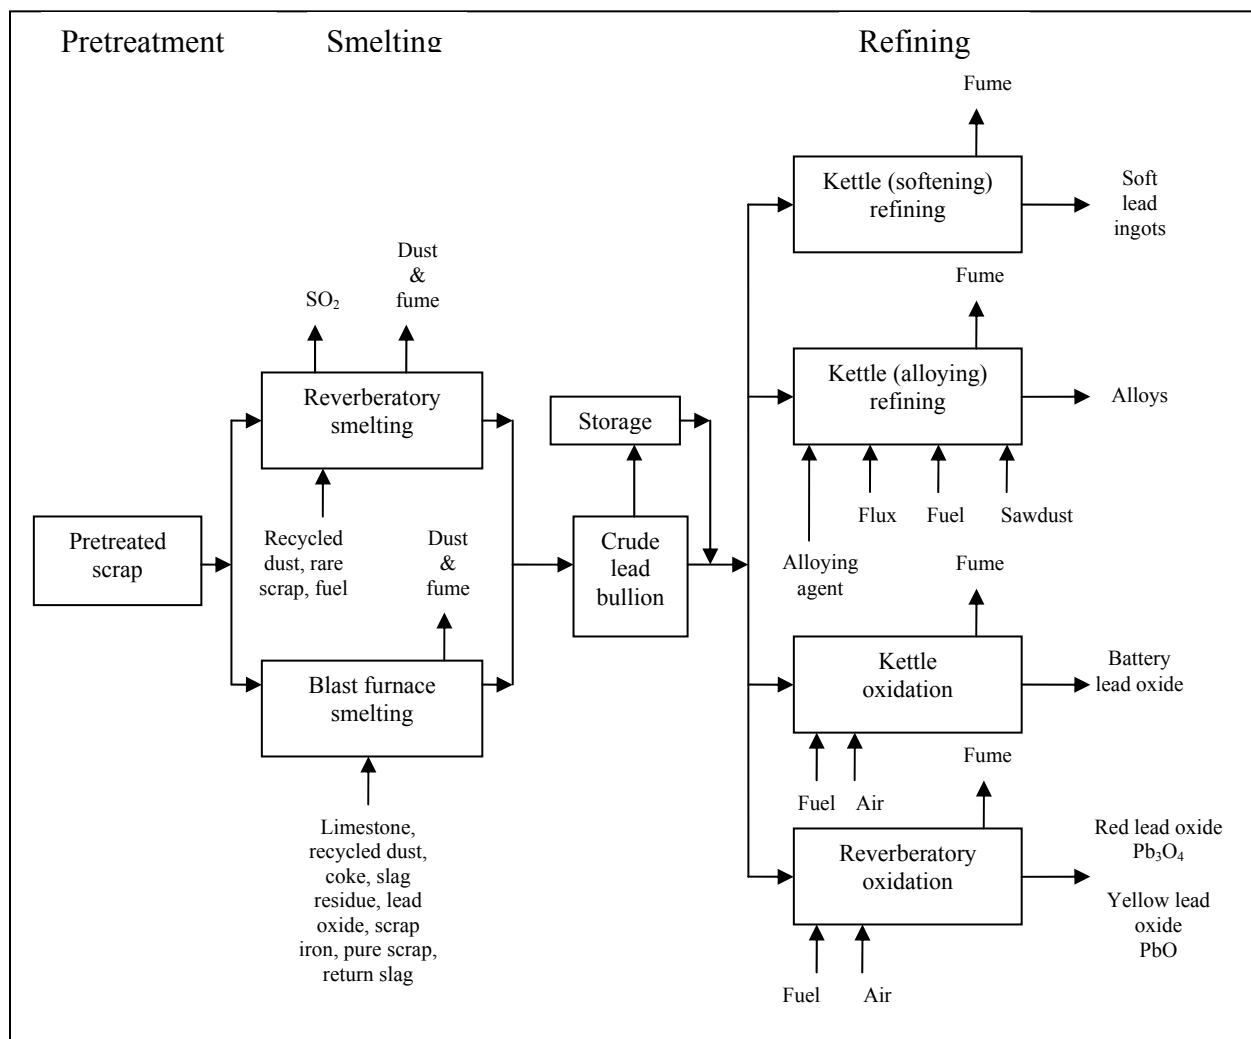 Pretreatment
Smelting
Refining
Fume
Kettle (softening)
refining
Soft
lead
ingots
Dust
&
fume
SO₂
Fume
Reverberatory
smelting
Kettle (alloying)
refining
Alloys
Storage
Recycled
dust, rare
scrap, fuel
Flux
Fuel
Sawdust
Pretreated
scrap
Dust
&
fume
Crude
lead
bullion
Alloying
agent
Fume
Blast furnace
smelting
Kettle
oxidation
Battery
lead oxide
Fuel
Air
Fume
Limestone,
recycled dust,
coke, slag
residue, lead
oxide, scrap
iron, pure scrap,
return slag
Reverberatory
oxidation
Red lead oxide
Pb₃O₄
Yellow lead
oxide
PbO
Fuel
Air